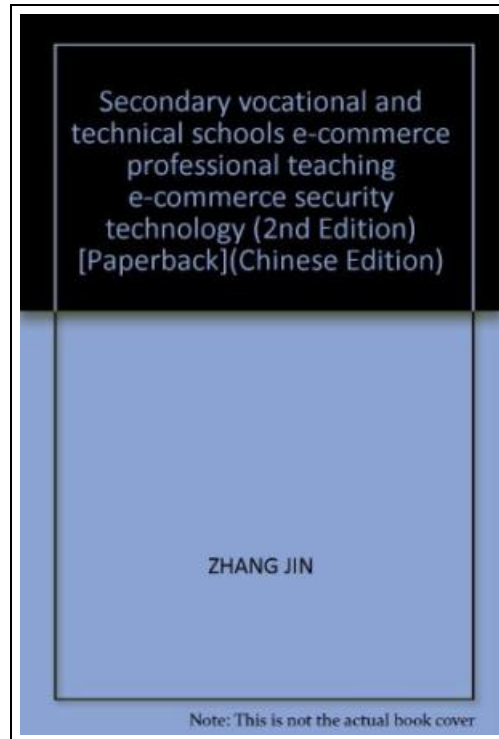 Secondary vocational and
technical schools e-commerce
professional teaching
e-commerce security
technology (2nd Edition)
[Paperback](Chinese Edition)
ZHANG JIN
Note: This is not the actual book cover